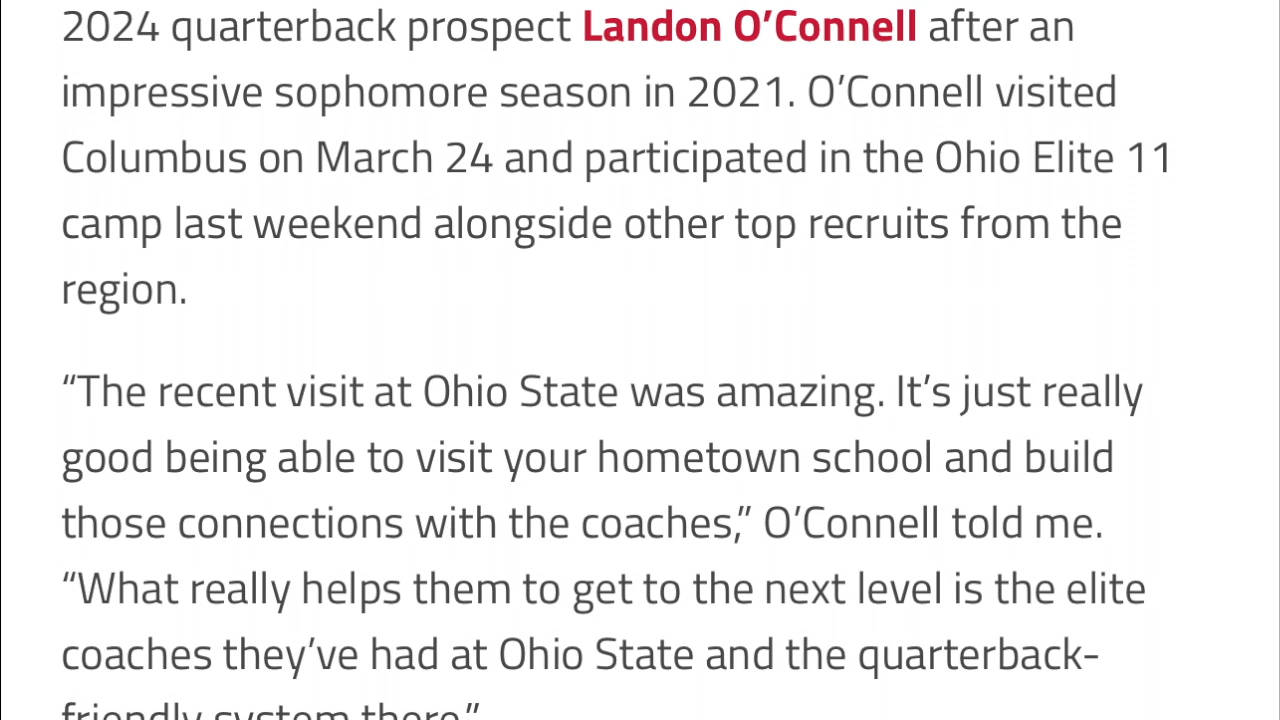 2024 quarterback prospect Landon O’Connell after an
impressive sophomore season in 2021. O’Connell visited
Columbus on March 24 and participated in the Ohio Elite 11
camp last weekend alongside other top recruits from the
region.
“The recent visit at Ohio State was amazing. It’s just really
good being able to visit your hometown school and build
those connections with the coaches,” O’Connell told me.
“What really helps them to get to the next level is the elite
coaches they’ve had at Ohio State and the quarterback-
friendly system there.”